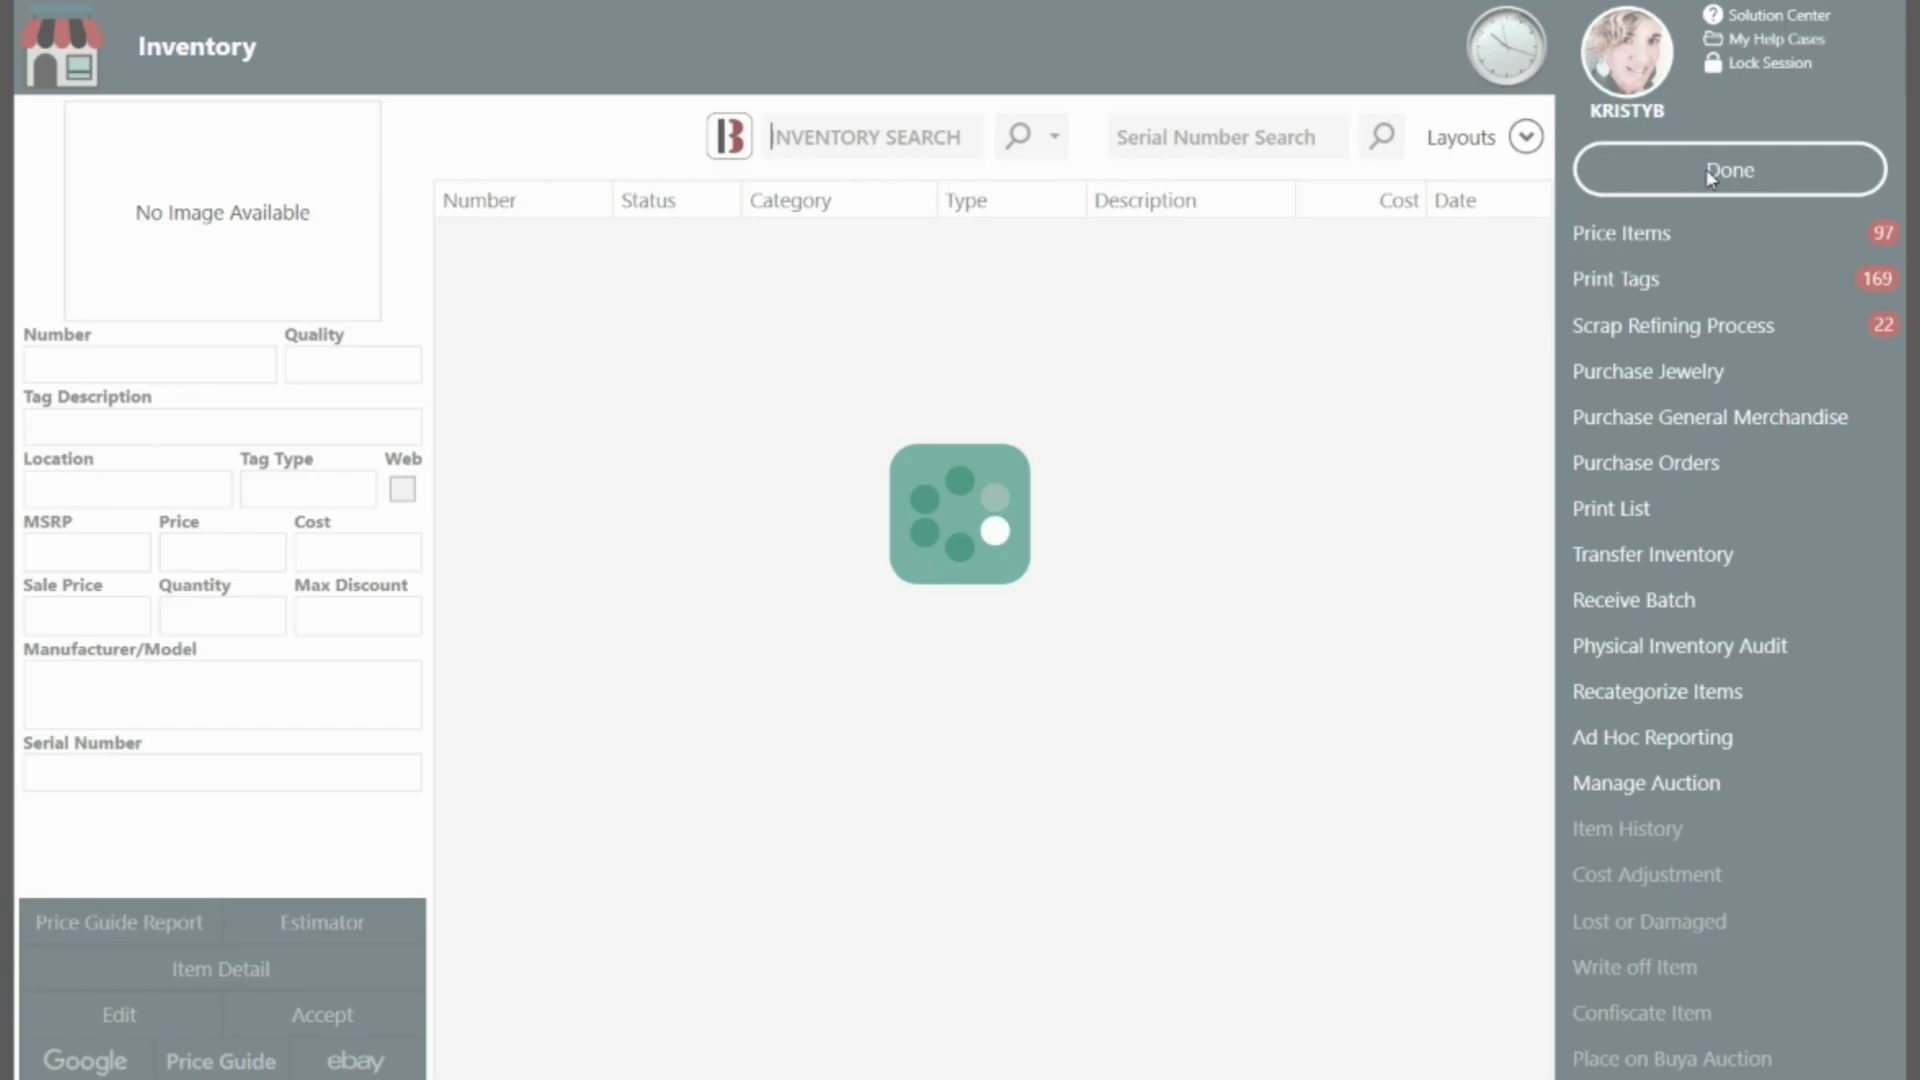 Inventory
Solution Center
My Help Cases
Lock Session
KRISTYB
Done
No Image Available
INVENTORY SEARCH
Serial Number Search
Layouts
Number Status Category Type Description Cost Date
Number Quality
Tag Description
Location Tag Type Web
MSRP Price Cost
Sale Price Quantity Max Discount
Manufacturer/Model
Serial Number
Price Guide Report Estimator
Item Detail
Edit Accept
Google Price Guide ebay
Price Items 97
Print Tags 169
Scrap Refining Process 22
Purchase Jewelry
Purchase General Merchandise
Purchase Orders
Print List
Transfer Inventory
Receive Batch
Physical Inventory Audit
Recategorize Items
Ad Hoc Reporting
Manage Auction
Item History
Cost Adjustment
Lost or Damaged
Write off Item
Confiscate Item
Place on Buya Auction